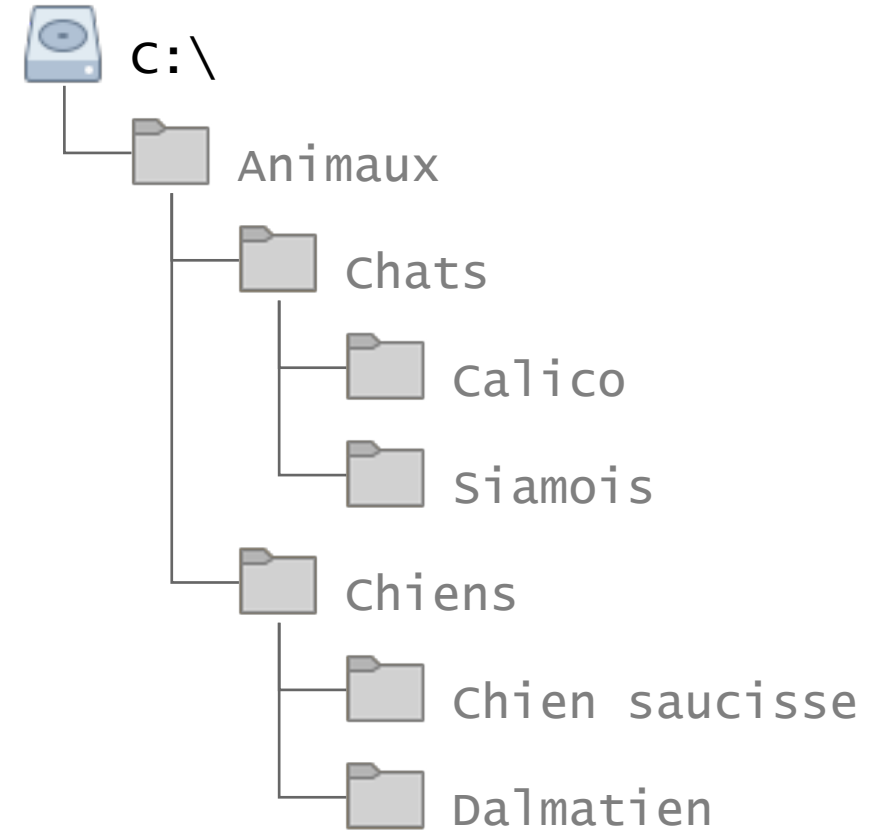 C:\
Animaux
Chats
Calico
Siamois
Chiens
Chien saucisse
Dalmatien